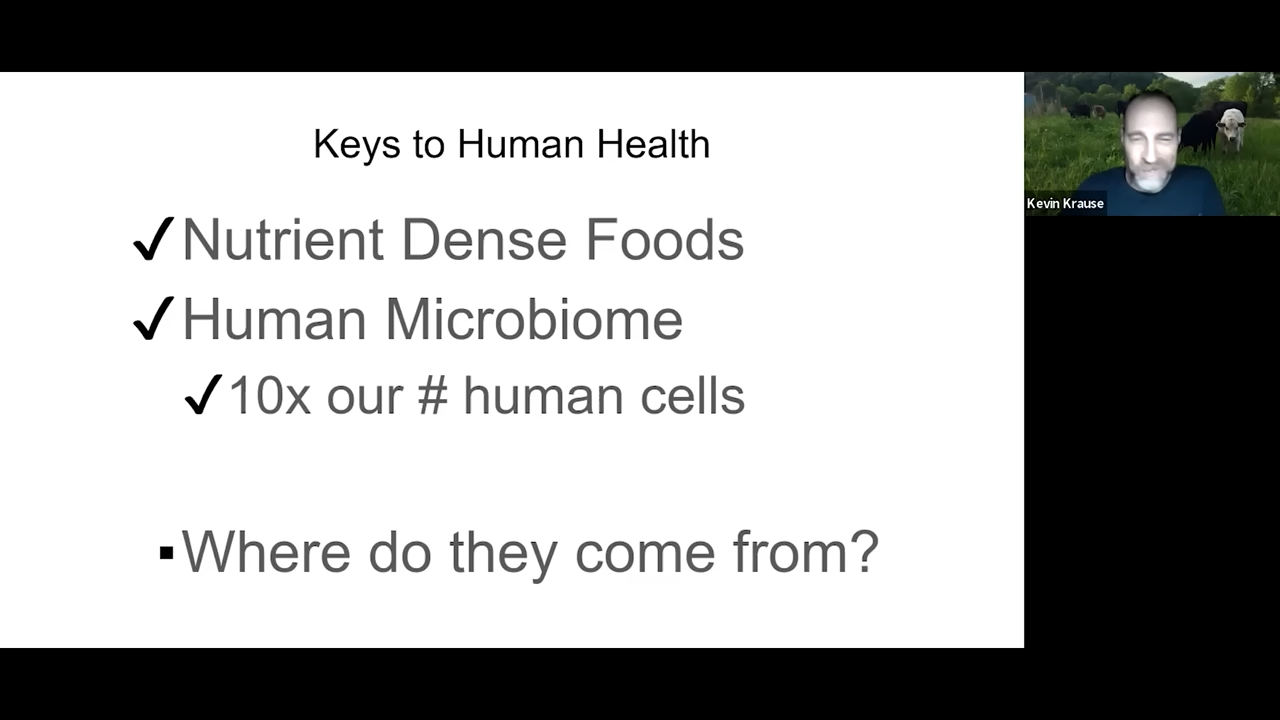 Keys to Human Health
✓Nutrient Dense Foods
✓Human Microbiome
✓10x our # human cells
▪Where do they come from?
Kevin Krause